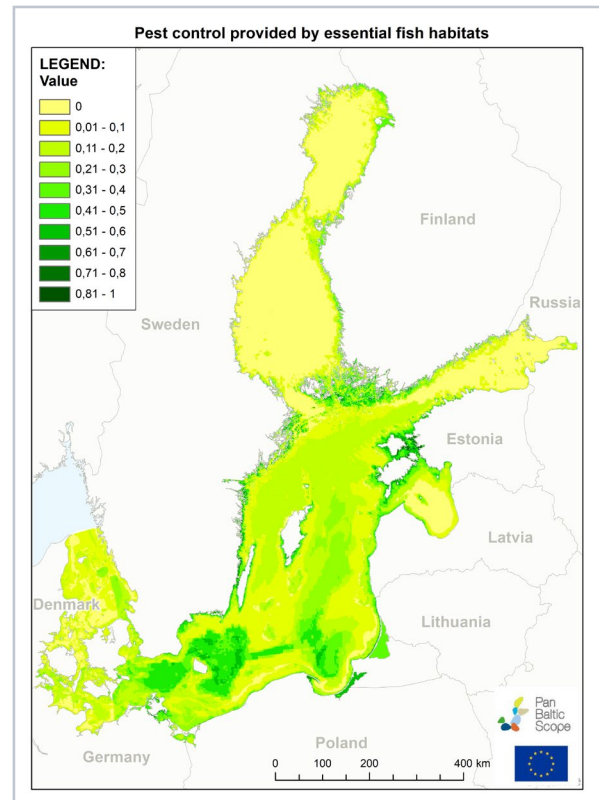 Pest control provided by essential fish habitats
LEGEND:
Value
0
0,01 - 0,1
0,11 - 0,2
0,21 - 0,3
0,31 - 0,4
0,41 - 0,5
0,51 - 0,6
0,61 - 0,7
0,71 - 0,8
0,81 - 1
Finland
Russia
Sweden
Estonia
Latvia
Denmark
Lithuania
Pan
Baltic
Scope
Poland
Germany
0 100 200 400 km